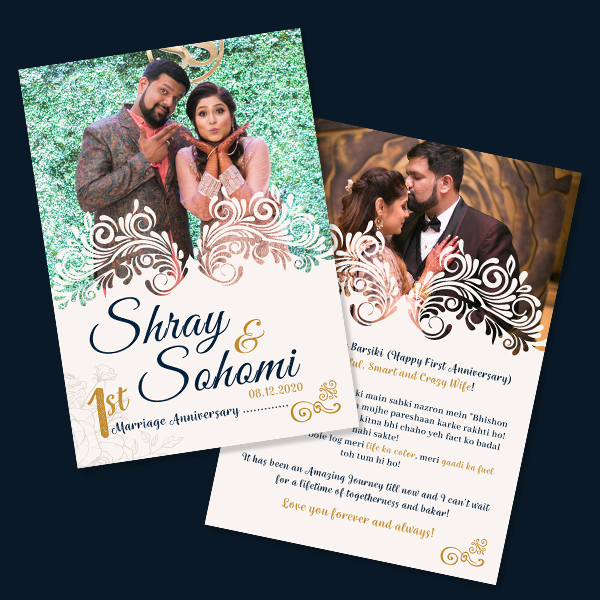 Shray
&
Sohomi
08.12.2020
1st
Marriage Anniversary .............
Barsiki (Happy First Anniversary)
Smart and Crazy Wife!
ki main sabki nazron mein "Bhishon
mujhe pareshaan karke rakhti ho!
kitna bhi chaho yeh fact ko badal
nahi sakte!
log meri life ka color, meri gaadi ka fuel
toh tum hi ho!
It has been an Amazing Journey till now and I can't wait
for a lifetime of togetherness and bakar!
Love you forever and always!